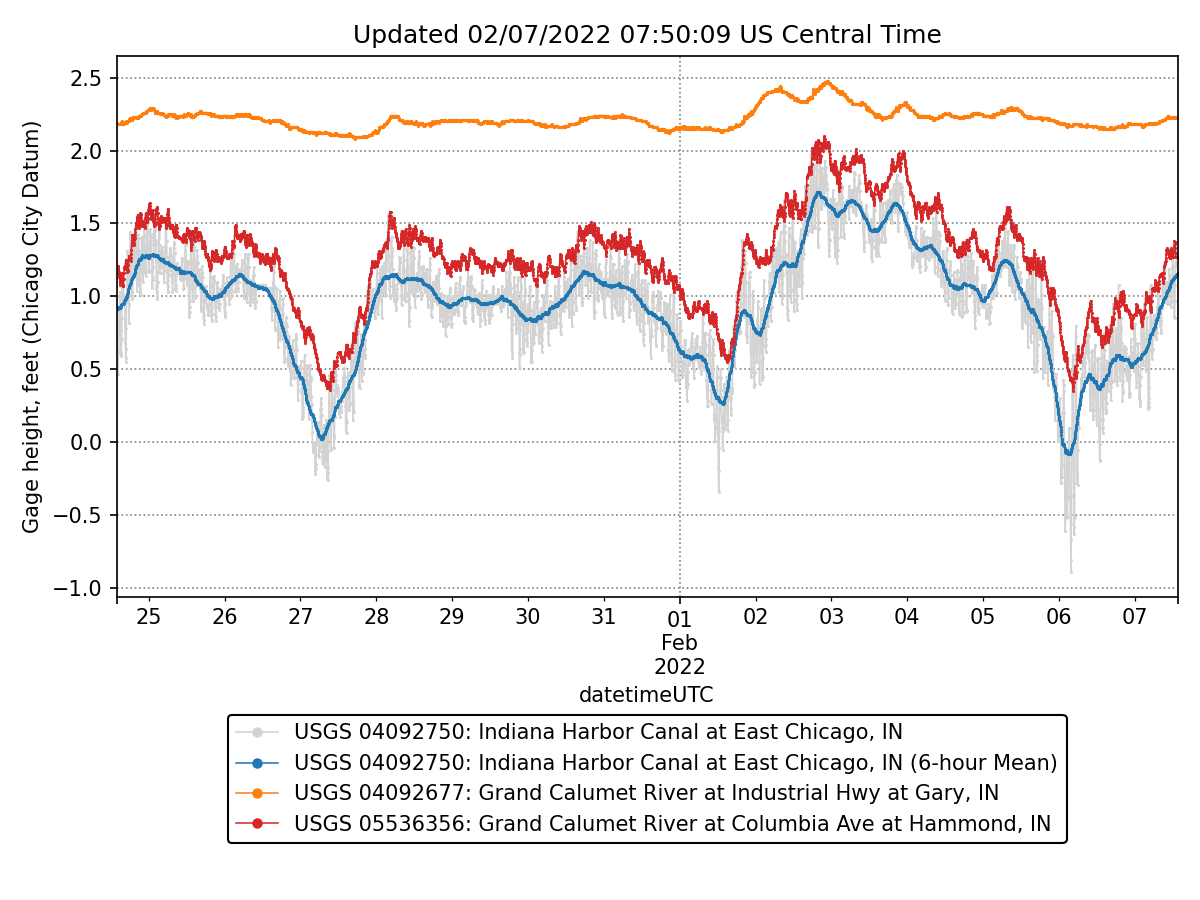 Updated 02/07/2022 07:50:09 US Central Time
Gage height, feet (Chicago City Datum)
2.5
2.0
1.5
1.0
0.5
0.0
−0.5
−1.0
25 26 27 28 29 30 31 01 02 03 04 05 06 07
Feb
2022
datetimeUTC
USGS 04092750: Indiana Harbor Canal at East Chicago, IN
USGS 04092750: Indiana Harbor Canal at East Chicago, IN (6-hour Mean)
USGS 04092677: Grand Calumet River at Industrial Hwy at Gary, IN
USGS 05536356: Grand Calumet River at Columbia Ave at Hammond, IN